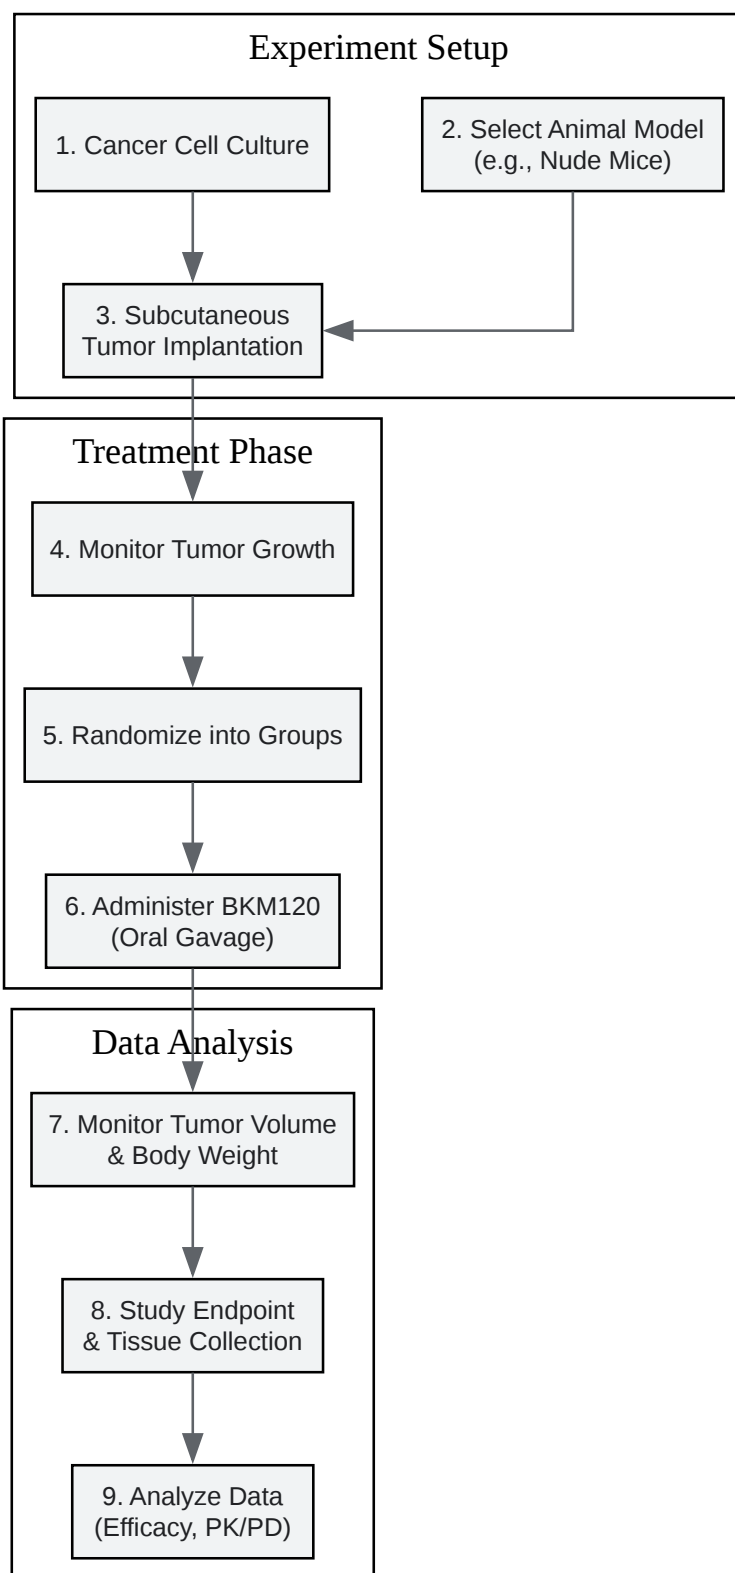 Experiment Setup
1. Cancer Cell Culture
2. Select Animal Model
(e.g., Nude Mice)
3. Subcutaneous
Tumor Implantation
Treatment Phase
4. Monitor Tumor Growth
5. Randomize into Groups
6. Administer BKM120
(Oral Gavage)
Data Analysis
7. Monitor Tumor Volume
& Body Weight
8. Study Endpoint
& Tissue Collection
9. Analyze Data
(Efficacy, PK/PD)